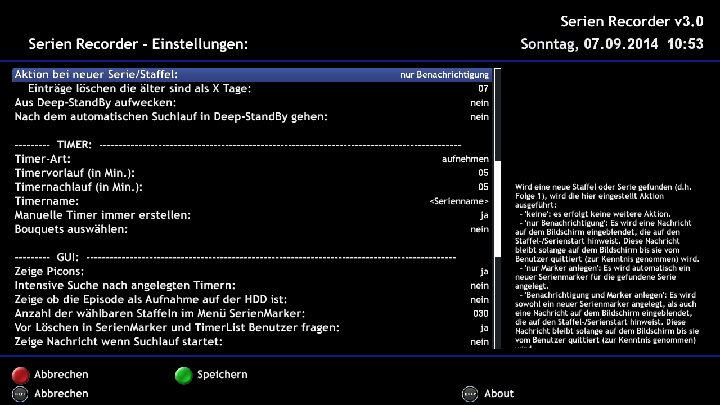 Serien Recorder v3.0
Serien Recorder - Einstellungen:
Sonntag, 07.09.2014 10:53
Aktion bei neuer Serie/Staffel: nur Benachrichtigung
Einträge löschen die älter sind als X Tage: 07
Aus Deep-StandBy aufwecken: nein
Nach dem automatischen Suchlauf in Deep-StandBy gehen: nein
--------- TIMER: ---------------------------------------------------------------------------------------------
Timer-Art: aufnehmen
Timervorlauf (in Min.): 05
Timernachlauf (in Min.): 05
Timername: <Serienname>
Manuelle Timer immer erstellen: ja
Bouquets auswählen: nein
--------- GUI: ------------------------------------------------------------------------------------------------
Zeige Picons: ja
Intensive Suche nach angelegten Timern: nein
Zeige ob die Episode als Aufnahme auf der HDD ist: nein
Anzahl der wählbaren Staffeln im Menü SerienMarker: 030
Vor Löschen in SerienMarker und TimerList Benutzer fragen: ja
Zeige Nachricht wenn Suchlauf startet: nein
Wird eine neue Staffel oder Serie gefunden (d.h.
Folge 1), wird die hier eingestellt Aktion
ausgeführt:
- 'keine': es erfolgt keine weitere Aktion.
- 'nur Benachrichtigung': Es wird eine Nachricht
auf dem Bildschirm eingeblendet, die auf den
Staffel-/Serienstart hinweist. Diese Nachricht
bleibt solange auf dem Bildschirm bis sie vom
Benutzer quittiert (zur Kenntnis genommen) wird.
- 'nur Marker anlegen': Es wird automatisch ein
neuer Serienmarker für die gefundene Serie
angelegt.
- 'Benachrichtigung und Marker anlegen': Es wird
sowohl ein neuer Serienmarker angelegt, als auch
eine Nachricht auf dem Bildschirm eingeblendet,
die auf den Staffel-/Serienstart hinweist. Diese
Nachricht bleibt solange auf dem Bildschirm bis sie
vom Benutzer quittiert (zur Kenntnis genommen)
Abbrechen
Speichern
Abbrechen
About